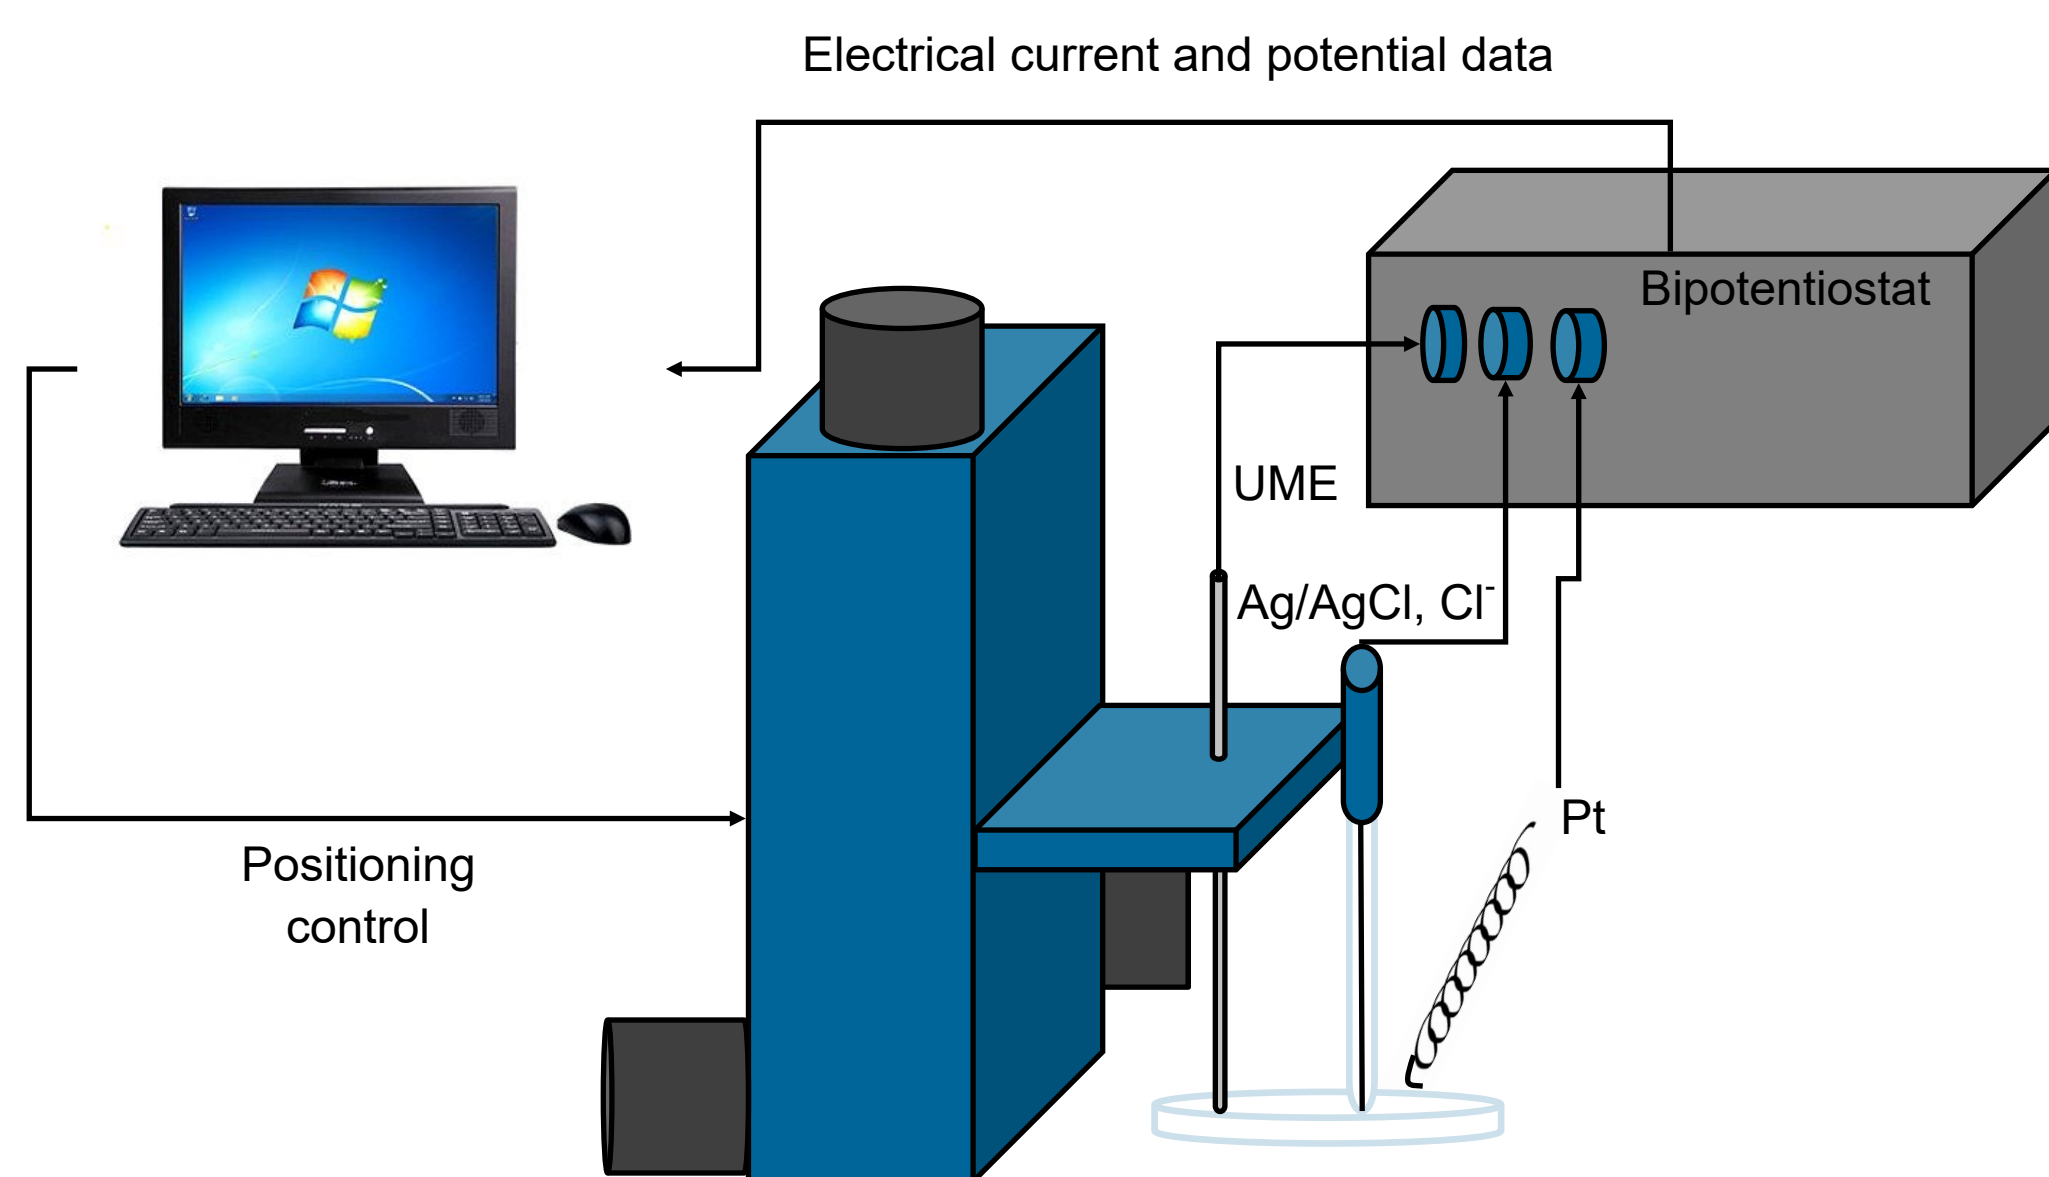 Electrical current and potential data
Bipotentiostat
UME
Ag/AgCl, Cl⁻
Pt
Positioning
control